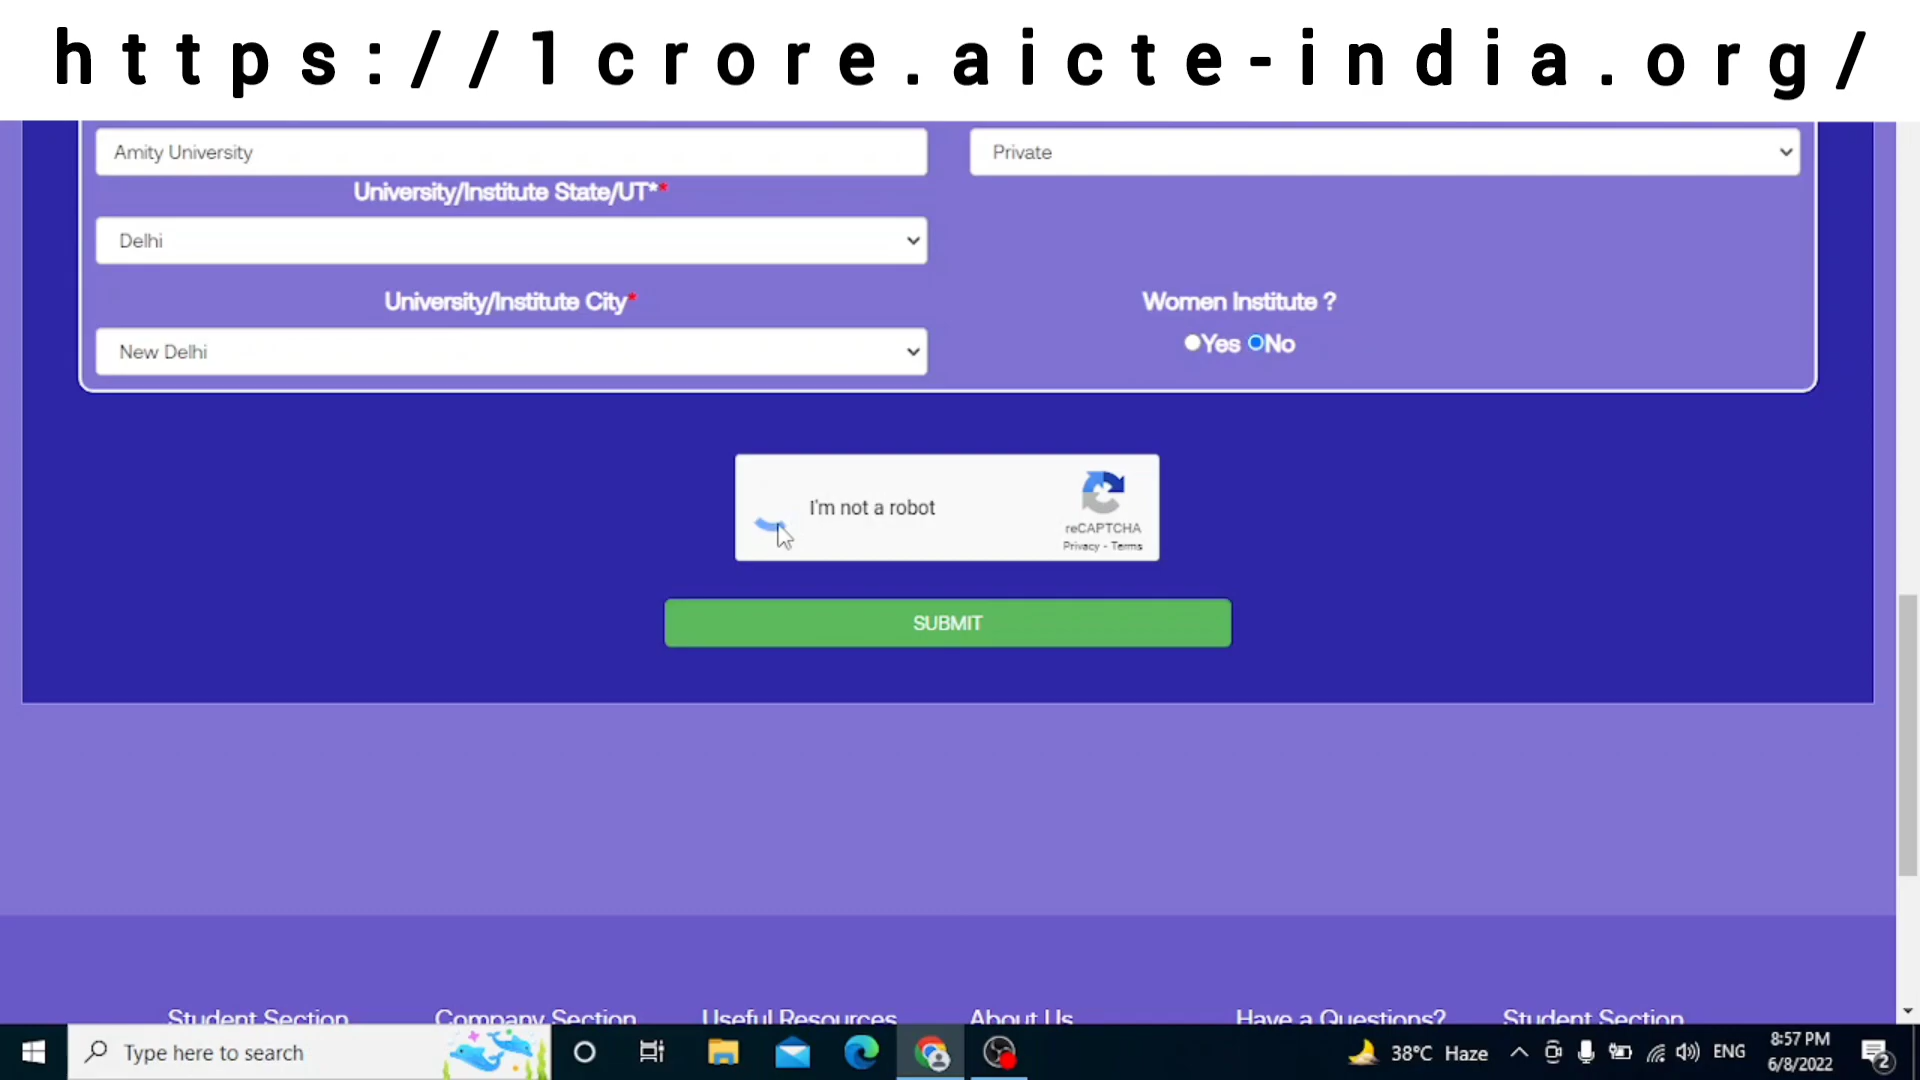 https://1crore.aicte-india.org/
Amity University
Private
University/Institute State/UT**
Delhi
University/Institute City*
Women Institute ?
Yes No
New Delhi
I'm not a robot
reCAPTCHA
Privacy - Terms
SUBMIT
Student Section
Company Section
Useful Resources
About Us
Have a Questions?
Student Section
Type here to search
38°C Haze
ENG
8:57 PM
6/8/2022
2